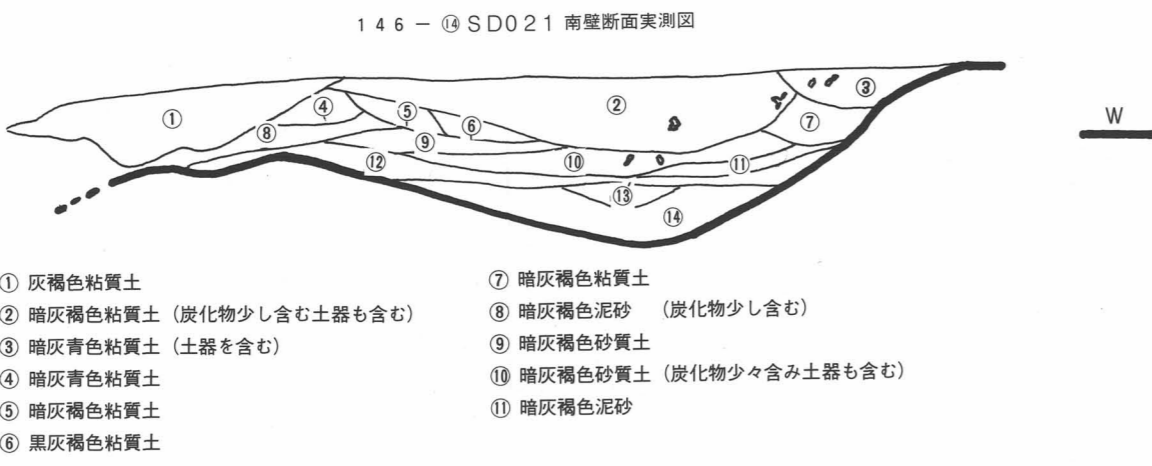 146－⑭SD021南壁断面実測図
①
②
③
④
⑤
⑥
⑦
⑧
⑨
⑩
⑪
⑫
⑬
⑭
W
① 灰褐色粘質土
② 暗灰褐色粘質土（炭化物少し含む土器も含む）
③ 暗灰青色粘質土（土器を含む）
④ 暗灰青色粘質土
⑤ 暗灰褐色粘質土
⑥ 黒灰褐色粘質土
⑦ 暗灰褐色粘質土
⑧ 暗灰褐色泥砂　（炭化物少し含む）
⑨ 暗灰褐色砂質土
⑩ 暗灰褐色砂質土（炭化物少々含み土器も含む）
⑪ 暗灰褐色泥砂